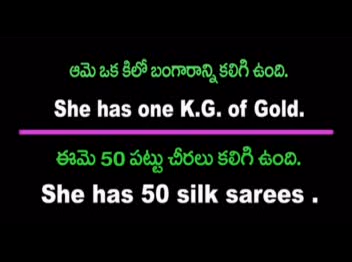 ఆమె ఒక కిలో బంగారాన్ని కలిగి ఉంది.
She has one K.G. of Gold.
ఈమె 50 పట్టు చీరలు కలిగి ఉంది.
She has 50 silk sarees .